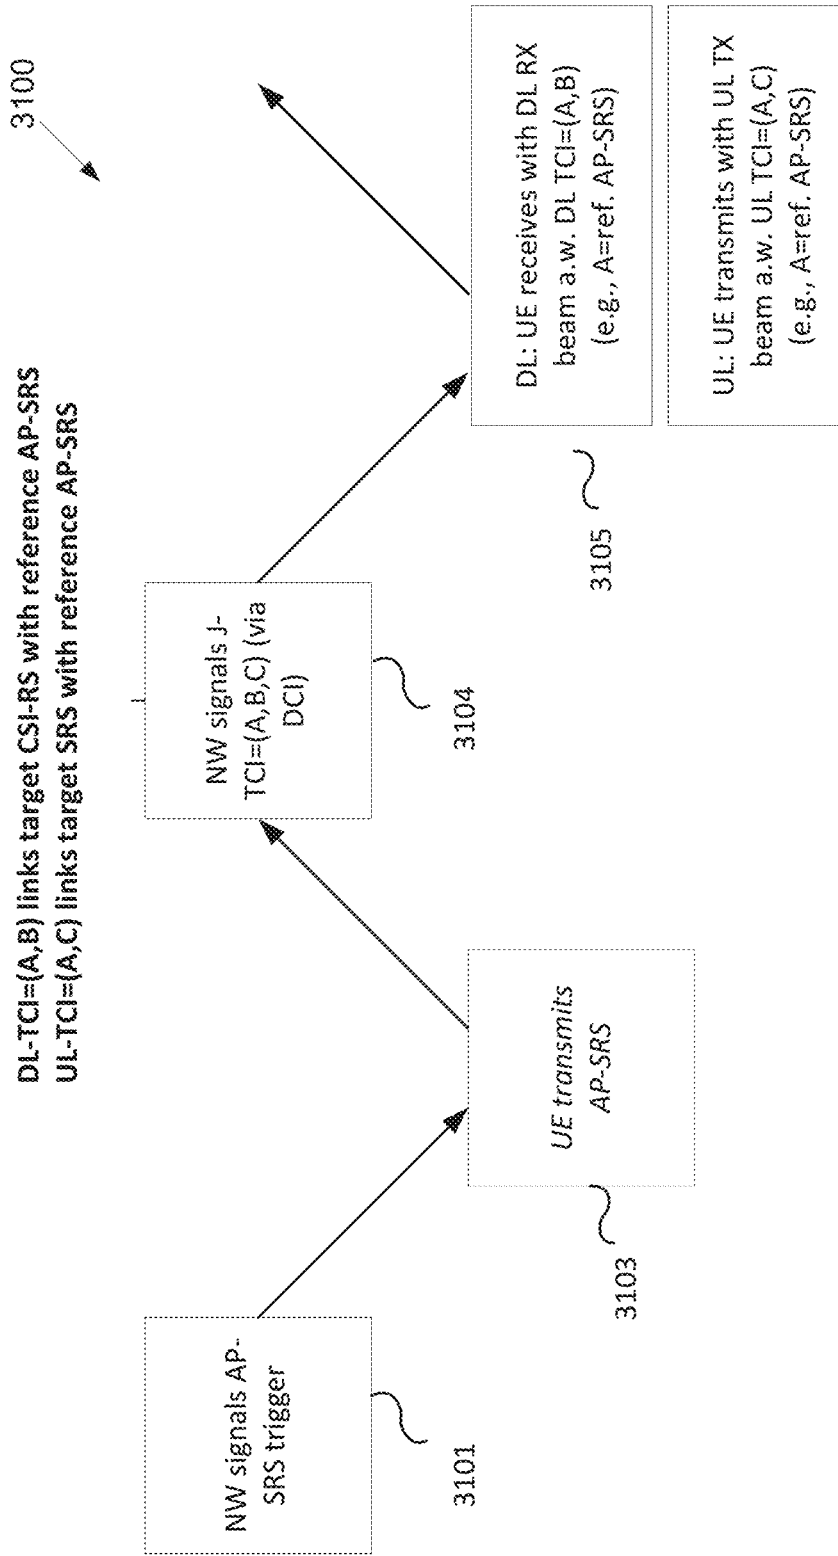 3100
DL-TCI=(A,B) links target CSI-RS with reference AP-SRS
UL-TCI=(A,C) links target SRS with reference AP-SRS
NW signals AP-
SRS trigger
3101
UE transmits
AP-SRS
3103
NW signals J-
TCI=(A,B,C) (via
DCI)
3104
DL: UE receives with DL RX
beam a.w. DL TCI=(A,B)
(e.g., A=ref. AP-SRS)
3105
UL: UE transmits with UL TX
beam a.w. UL TCI=(A,C)
(e.g., A=ref. AP-SRS)